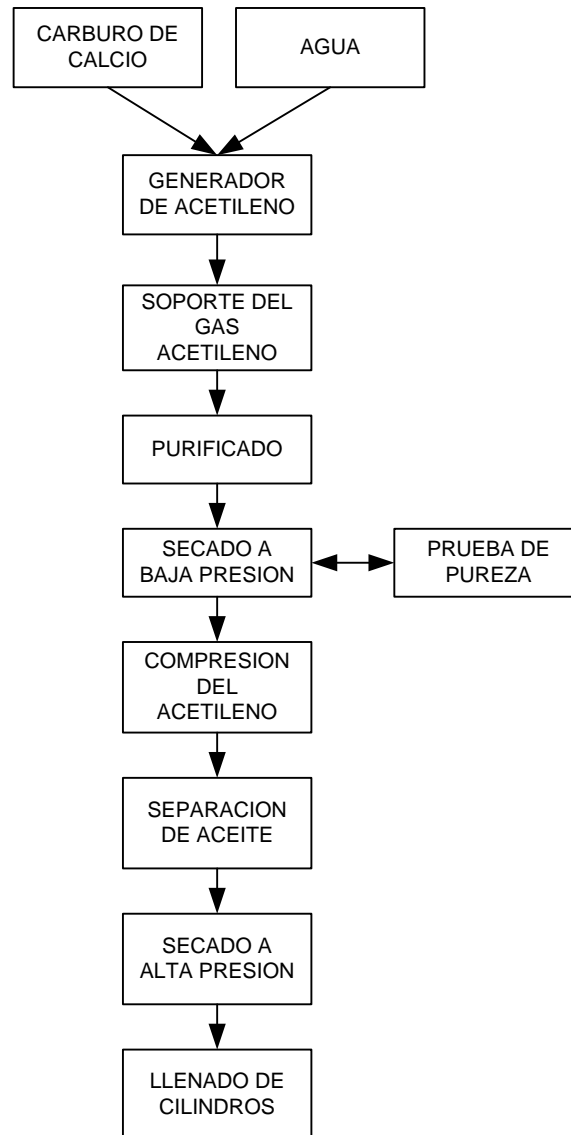 CARBURO DE
CALCIO
AGUA
GENERADOR
DE ACETILENO
SOPORTE DEL
GAS
ACETILENO
PURIFICADO
SECADO A
BAJA PRESION
PRUEBA DE
PUREZA
COMPRESION
DEL
ACETILENO
SEPARACION
DE ACEITE
SECADO A
ALTA PRESION
LLENADO DE
CILINDROS